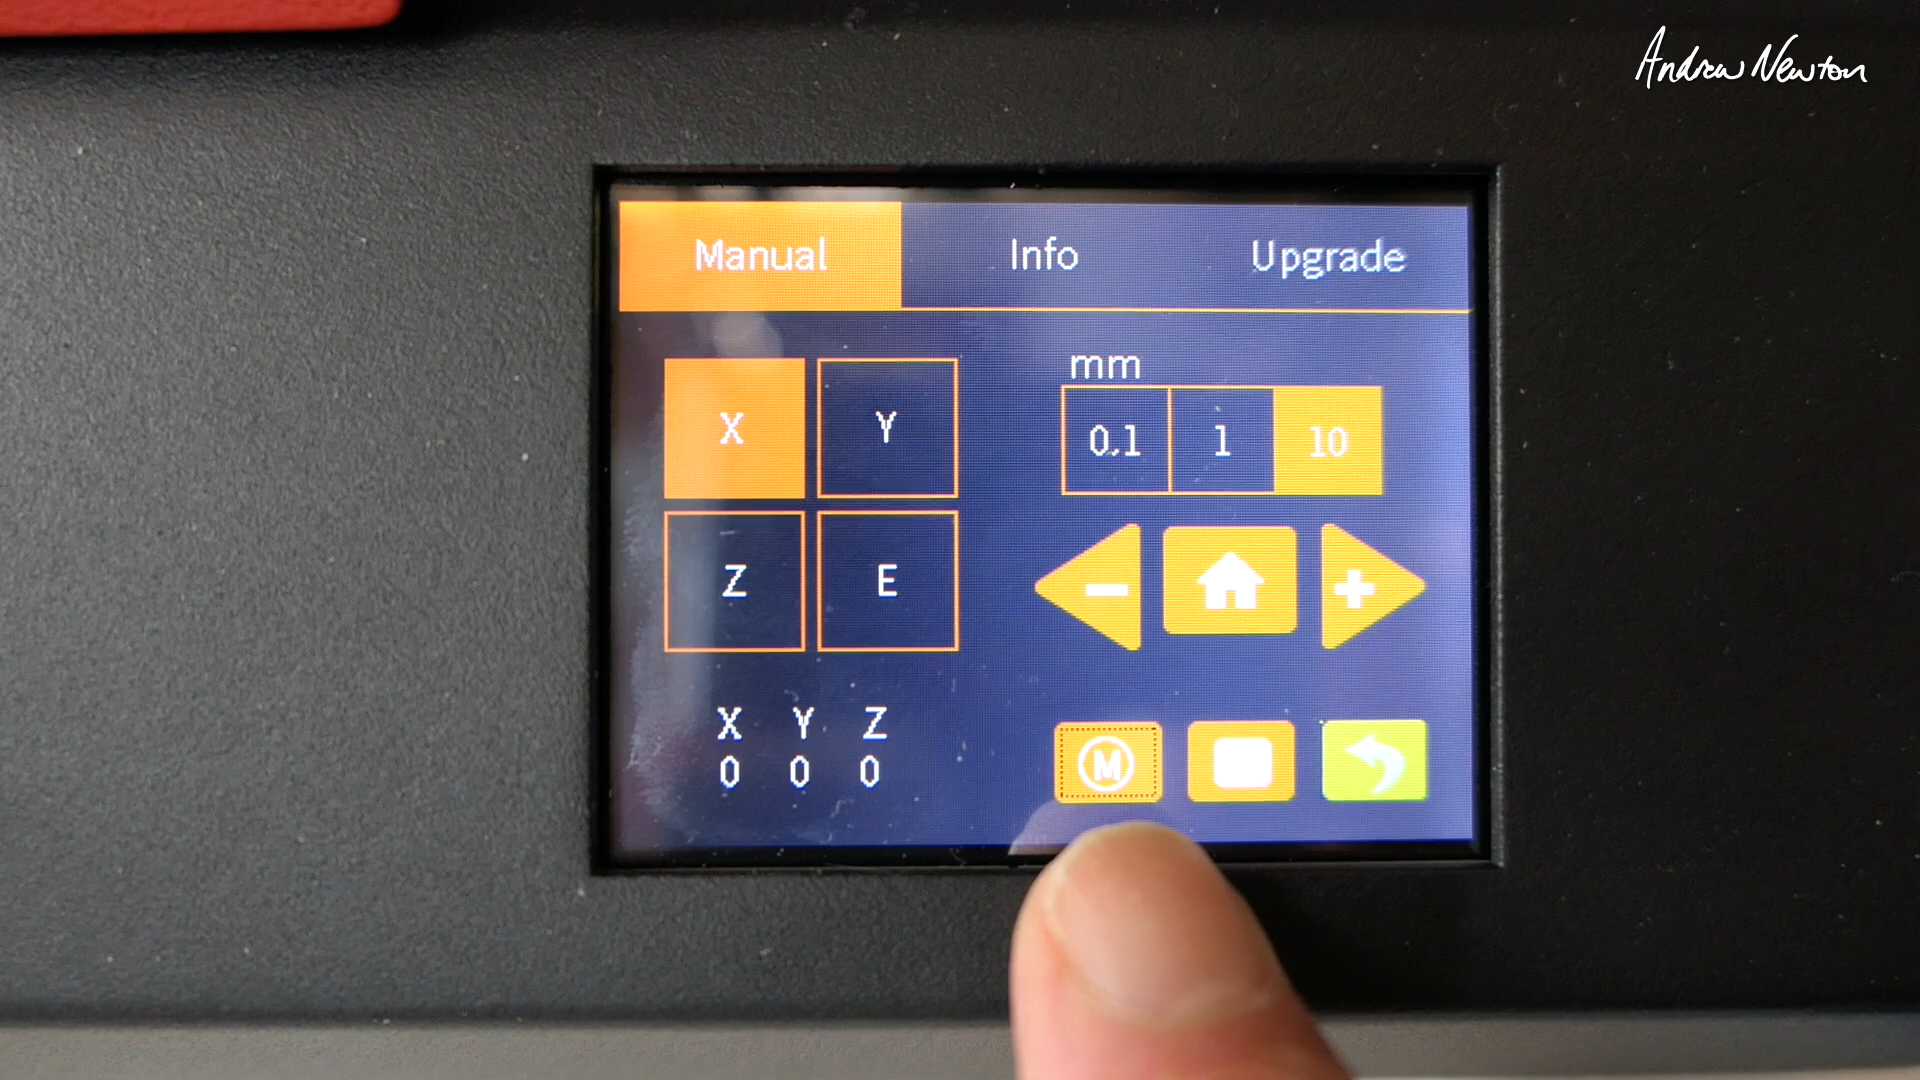 Andrew Newton
Manual Info Upgrade
mm
X Y 0.1 1 10
Z E
X Y Z
0 0 0
M